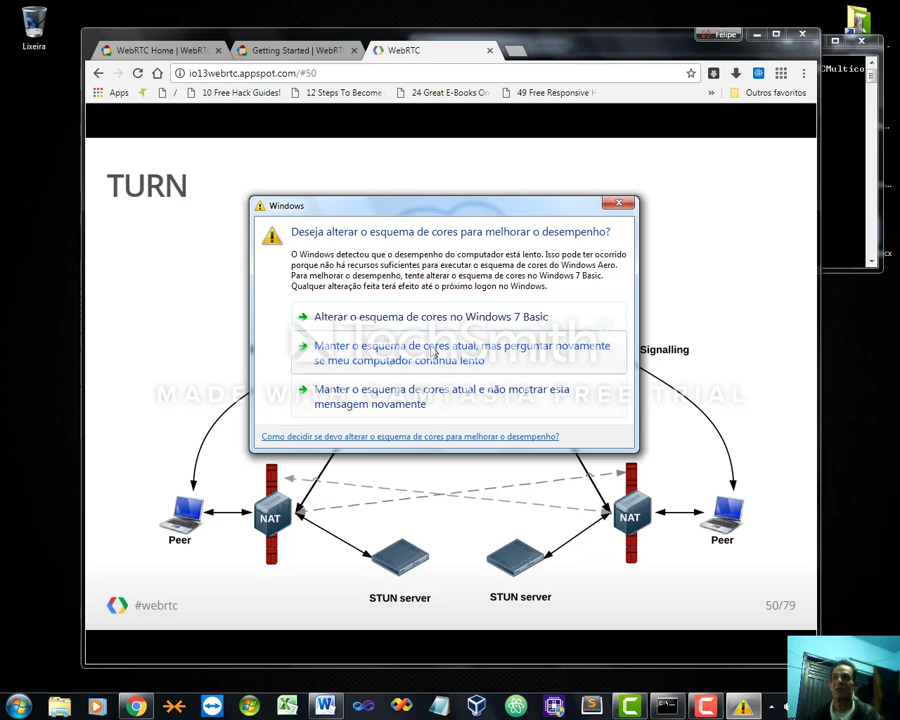 Lixeira
WebRTC Home | WebRT
Getting Started | WebRT
WebRTC
Felipe
io13webrtc.appspot.com/#50
Apps
/
10 Free Hack Guides!
12 Steps To Become
24 Great E-Books On
49 Free Responsive H
»
Outros favoritos
CMultico
TURN
Windows
Deseja alterar o esquema de cores para melhorar o desempenho?
O Windows detectou que o desempenho do computador está lento. Isso pode ter ocorrido
porque não há recursos suficientes para executar o esquema de cores do Windows Aero.
Para melhorar o desempenho, tente alterar o esquema de cores no Windows 7 Basic.
Qualquer alteração feita terá efeito até o próximo logon no Windows.
Alterar o esquema de cores no Windows 7 Basic
TechSmith
Manter o esquema de cores atual, mas perguntar novamente
se meu computador continua lento
MADE WITH CAMTASIA FREE TRIAL
Manter o esquema de cores atual e não mostrar esta
mensagem novamente
Como decidir se devo alterar o esquema de cores para melhorar o desempenho?
Signalling
NAT
NAT
Peer
Peer
STUN server
STUN server
#webrtc
50/79